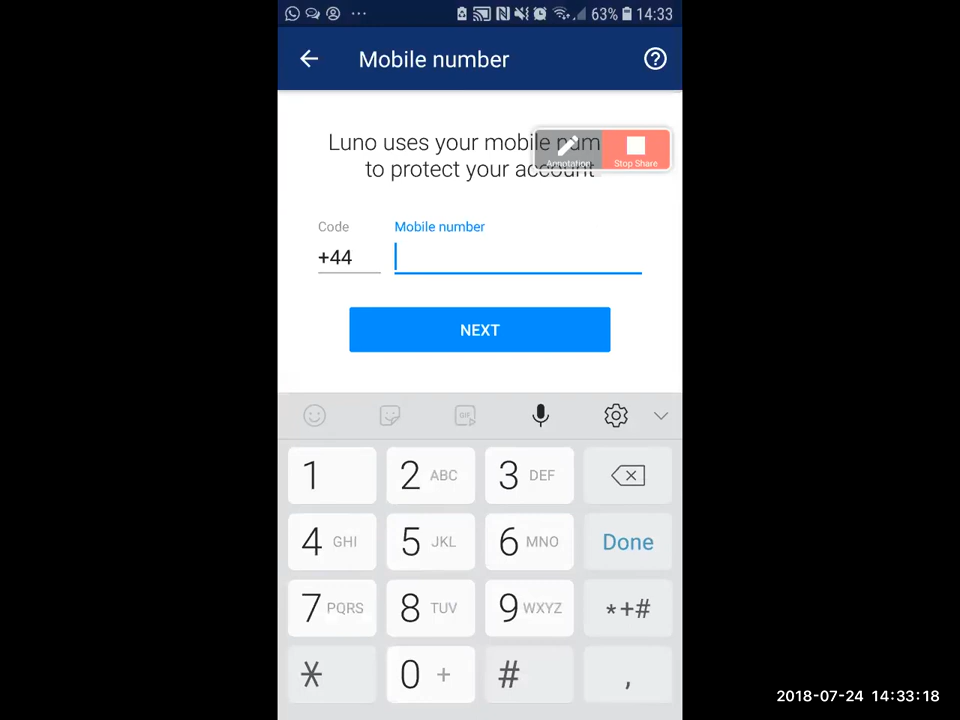 63% 14:33
Mobile number
Luno uses your mobile num
to protect your account
Annotation Stop Share
Code Mobile number
+44
NEXT
GIF
1 2 ABC 3 DEF
4 GHI 5 JKL 6 MNO Done
7 PQRS 8 TUV 9 WXYZ *+#
* 0 + # ,
2018-07-24 14:33:18